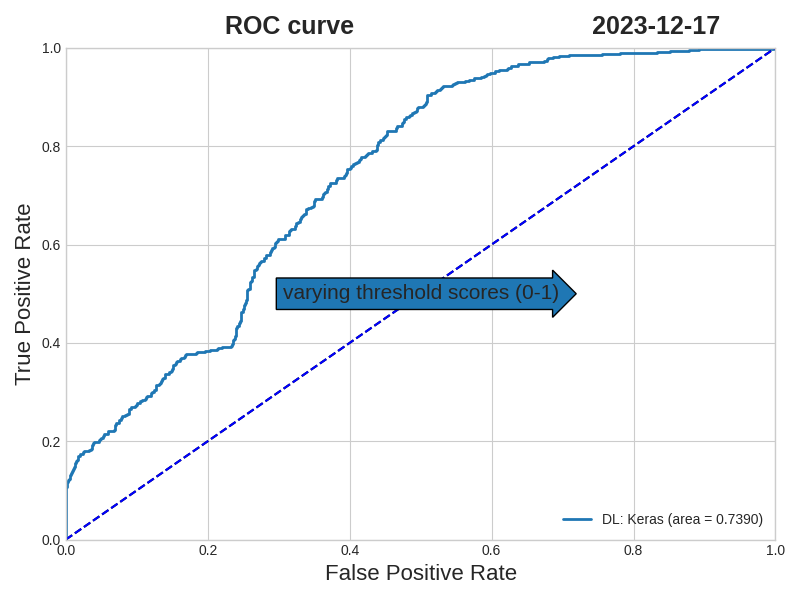 ROC curve
2023-12-17
1.0
0.8
0.6
0.4
0.2
0.0
True Positive Rate
varying threshold scores (0-1)
DL: Keras (area = 0.7390)
0.0 0.2 0.4 0.6 0.8 1.0
False Positive Rate